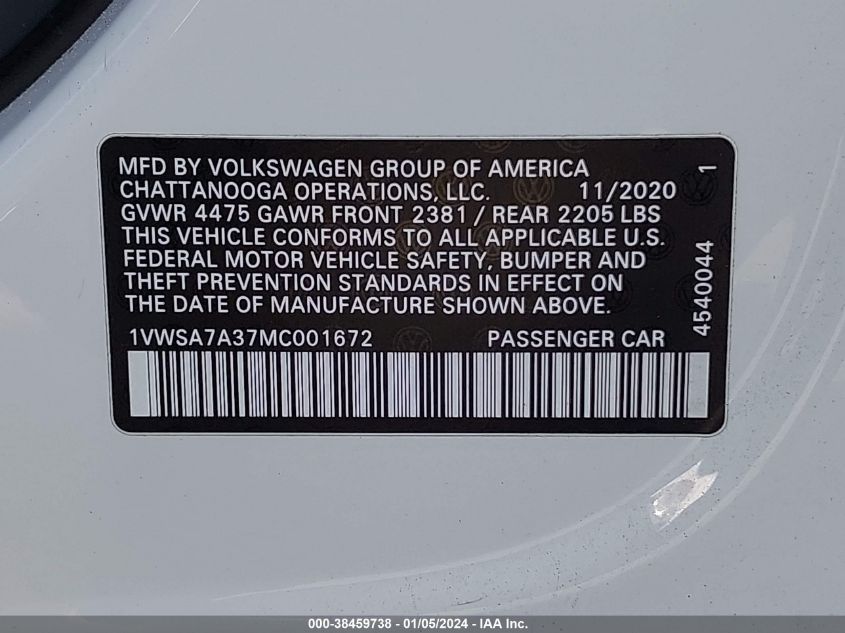 MFD BY VOLKSWAGEN GROUP OF AMERICA
CHATTANOOGA OPERATIONS, LLC. 11/2020
GVWR 4475 GAWR FRONT 2381 / REAR 2205 LBS
THIS VEHICLE CONFORMS TO ALL APPLICABLE U.S.
FEDERAL MOTOR VEHICLE SAFETY, BUMPER AND
THEFT PREVENTION STANDARDS IN EFFECT ON
THE DATE OF MANUFACTURE SHOWN ABOVE.
1VWSA7A37MC001672 PASSENGER CAR
4540044 1
000-38459738 - 01/05/2024 - IAA Inc.